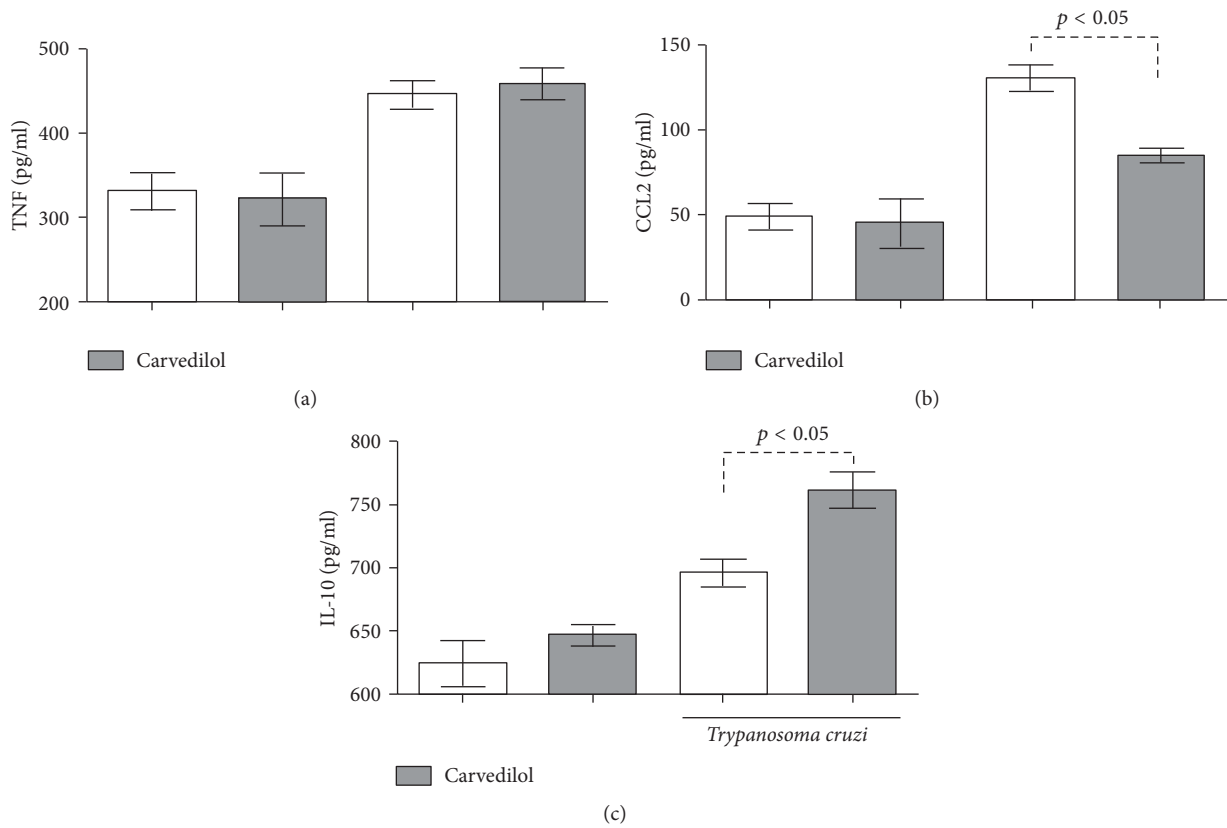 p < 0.05
500
400
300
200
TNF (pg/ml)
Carvedilol
(a)
150
100
50
0
CCL2 (pg/ml)
Carvedilol
(b)
p < 0.05
800
750
700
650
600
IL-10 (pg/ml)
Trypanosoma cruzi
Carvedilol
(c)